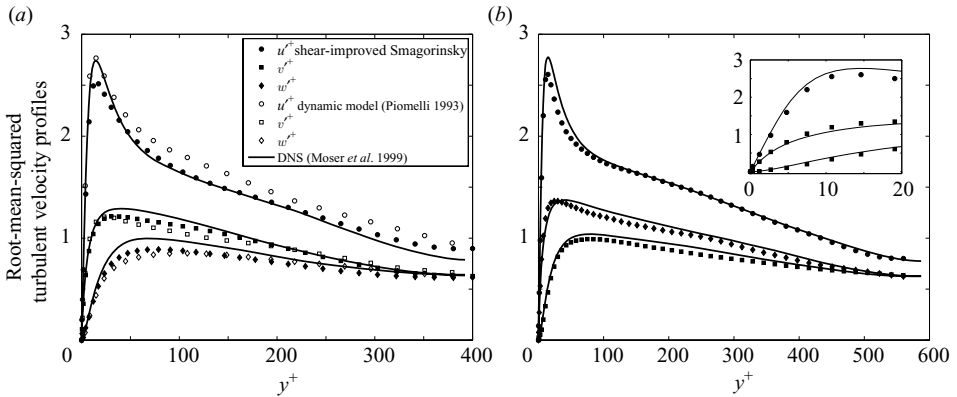 (a)
(b)
Root-mean-squared
turbulent velocity profiles
3
2
1
0
100
200
300
400
y⁺
u′⁺ shear-improved Smagorinsky
v′⁺
w′⁺
u′⁺ dynamic model (Piomelli 1993)
v′⁺
w′⁺
DNS (Moser et al. 1999)
3
2
1
0
100
200
300
400
500
600
y⁺
3
2
1
0
10
20